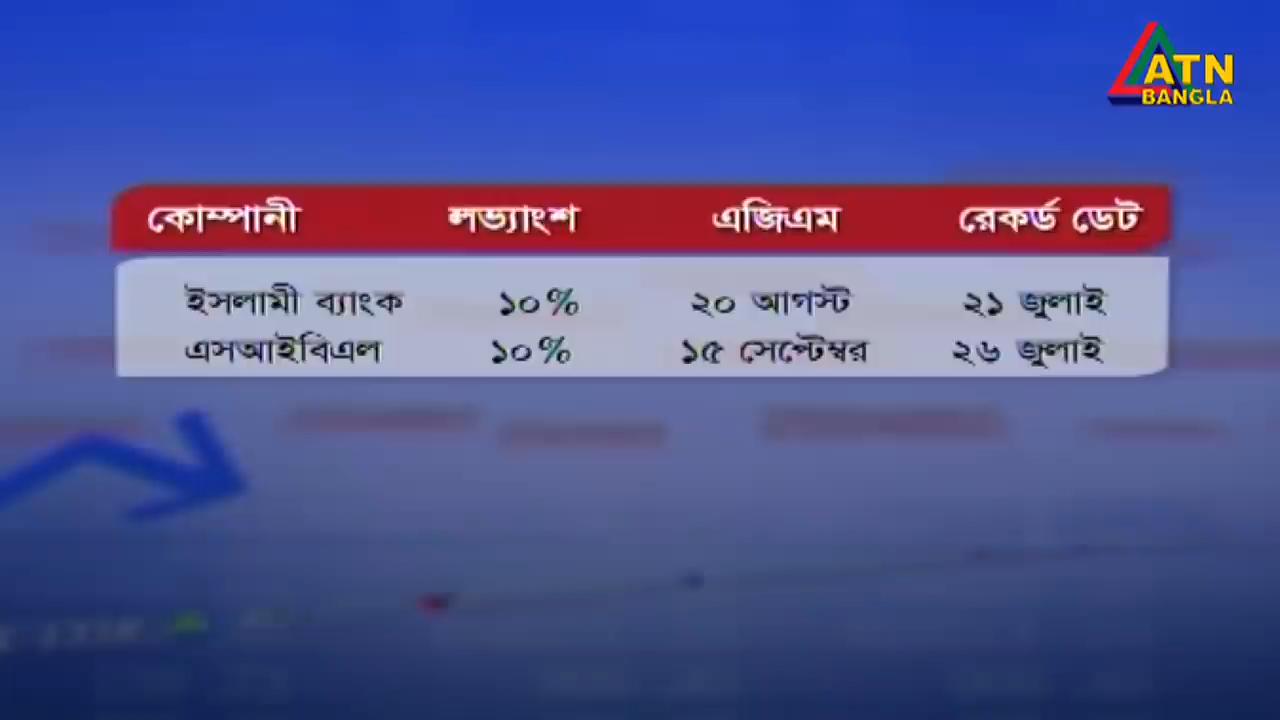 ATN
BANGLA
কোম্পানী লভ্যাংশ এজিএম রেকর্ড ডেট
ইসলামী ব্যাংক ১০% ২০ আগস্ট ২১ জুলাই
এসআইবিএল ১০% ১৫ সেপ্টেম্বর ২৬ জুলাই